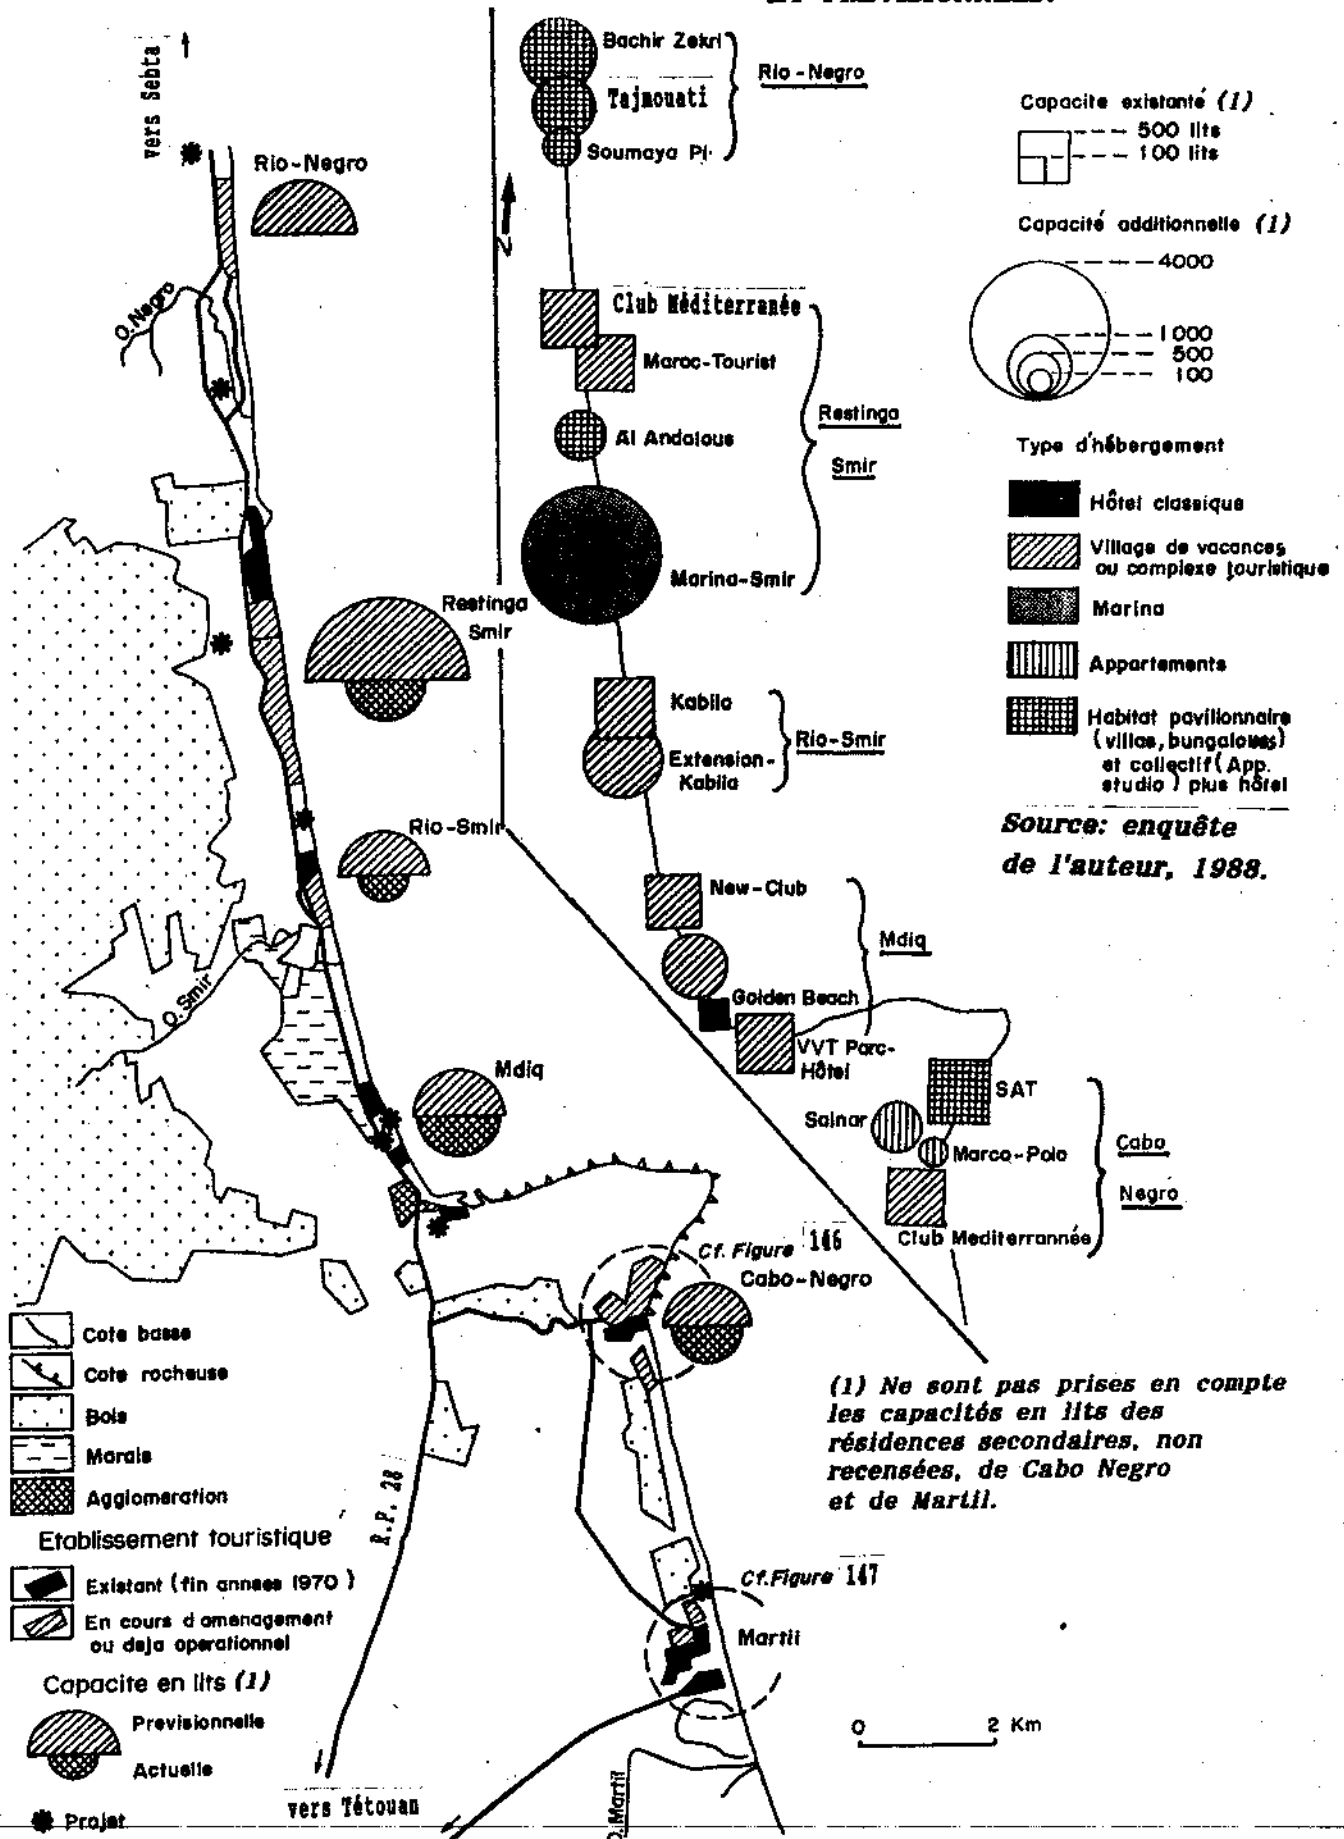 vers Sebta
Rio-Negro
O. Negro
Restinga
Smir
Rio-Smir
O. Smir
Mdiq
Cf. Figure 146
Cabo-Negro
R.P. 28
Cf. Figure 147
Martil
vers Tétouan
O. Martil
0 2 Km
N
Bachir Zekri
Tajmouati
Soumaya Pl.
Rio-Negro
Club Méditerranée
Maroc-Tourist
Al Andalous
Marina-Smir
Restinga
Smir
Kabila
Extension-
Kabila
Rio-Smir
New-Club
Golden Beach
VVT Parc-
Hôtel
Mdiq
SAT
Salnar
Marco-Polo
Club Mediterrannée
Cabo
Negro
Capacite existanté (1)
500 lits
100 lits
Capacité additionnelle (1)
4000
1000
500
100
Type d'hébergement
Hôtel classique
Village de vacances
ou complexe touristique
Marina
Appartements
Habitat pavillonnaire
(villas, bungalows)
et collectif (App.
studio) plus hôtel
Source: enquête
de l'auteur, 1988.
(1) Ne sont pas prises en compte
les capacités en lits des
résidences secondaires, non
recensées, de Cabo Negro
et de Martil.
Cote basse
Cote rocheuse
Bois
Marais
Agglomeration
Etablissement touristique
Existant (fin annees 1970)
En cours d amenagement
ou deja operationnel
Capacite en lits (1)
Previsionnelle
Actuelle
Projet